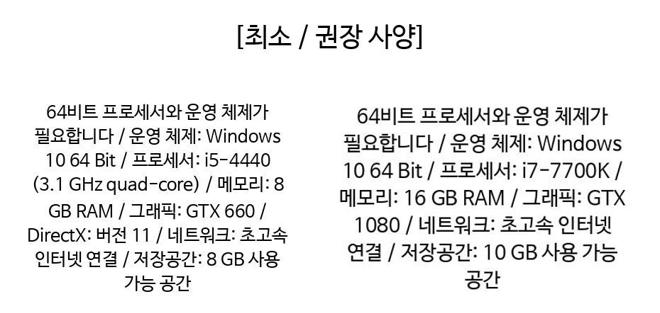 [최소 / 권장 사양]
64비트 프로세서와 운영 체제가
필요합니다 / 운영 체제: Windows
10 64 Bit / 프로세서: i5-4440
(3.1 GHz quad-core) / 메모리: 8
GB RAM / 그래픽: GTX 660 /
DirectX: 버전 11 / 네트워크: 초고속
인터넷 연결 / 저장공간: 8 GB 사용
가능 공간
64비트 프로세서와 운영 체제가
필요합니다 / 운영 체제: Windows
10 64 Bit / 프로세서: i7-7700K /
메모리: 16 GB RAM / 그래픽: GTX
1080 / 네트워크: 초고속 인터넷
연결 / 저장공간: 10 GB 사용 가능
공간